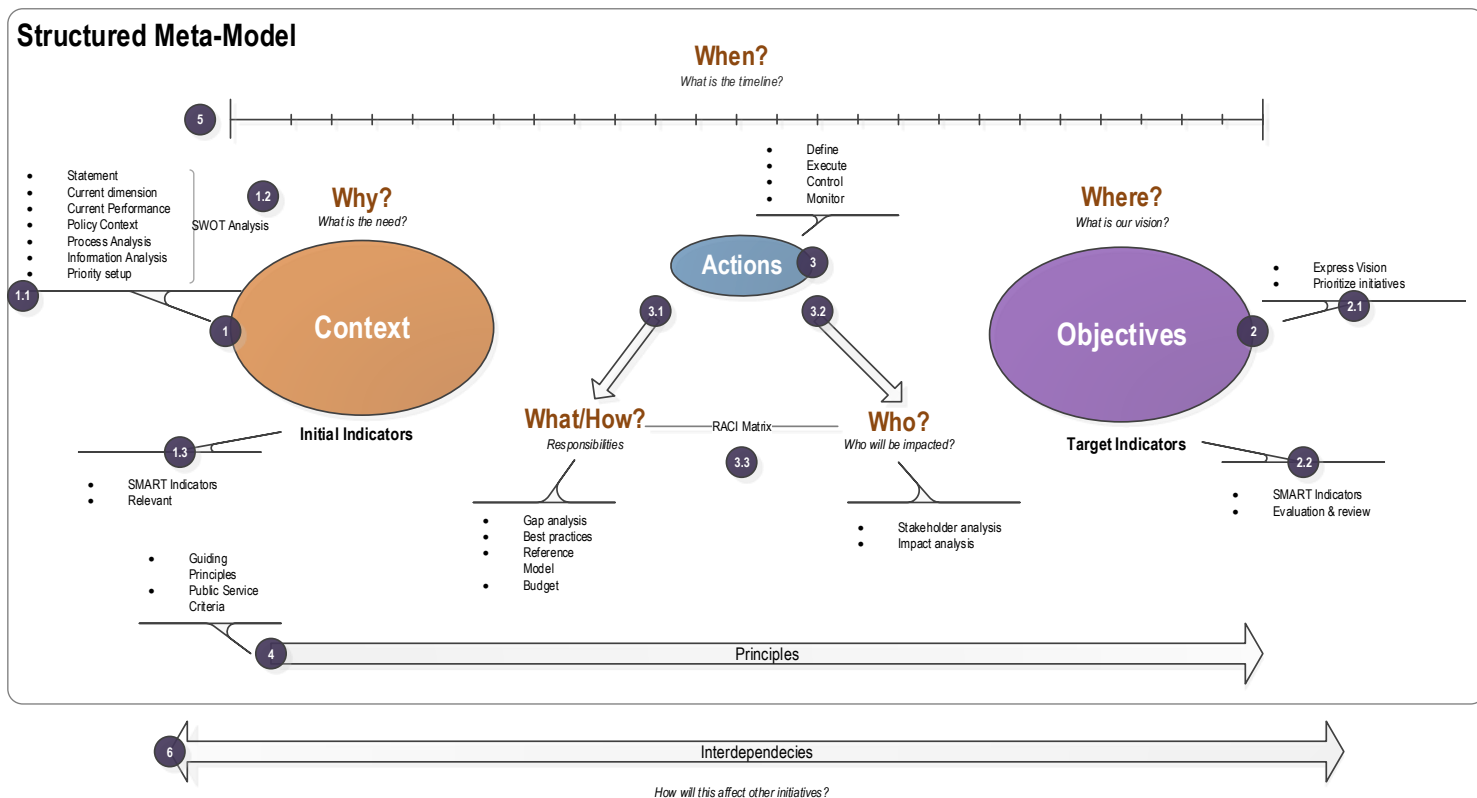 Structured Meta-Model
When?
What is the timeline?
5
• Statement
• Current dimension
• Current Performance
• Policy Context
• Process Analysis
• Information Analysis
• Priority setup
1.1
1.2
SWOT Analysis
Why?
What is the need?
1
Context
Initial Indicators
1.3
• SMART Indicators
• Relevant
• Define
• Execute
• Control
• Monitor
Actions
3
3.1
3.2
What/How?
Responsibilities
RACI Matrix
3.3
Who?
Who will be impacted?
• Gap analysis
• Best practices
• Reference
Model
• Budget
• Stakeholder analysis
• Impact analysis
Where?
What is our vision?
Objectives
2
• Express Vision
• Prioritize initiatives
2.1
Target Indicators
2.2
• SMART Indicators
• Evaluation & review
• Guiding
Principles
• Public Service
Criteria
4
Principles
6
Interdependecies
How will this affect other initiatives?